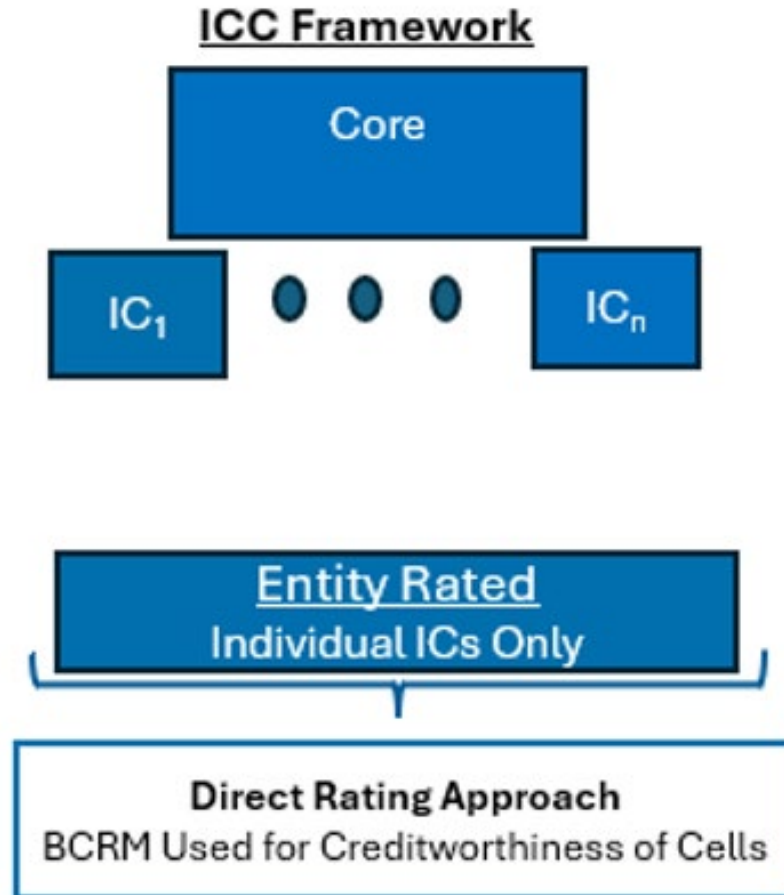 ICC Framework
Core
IC₁
ICₙ
Entity Rated
Individual ICs Only
Direct Rating Approach
BCRM Used for Creditworthiness of Cells